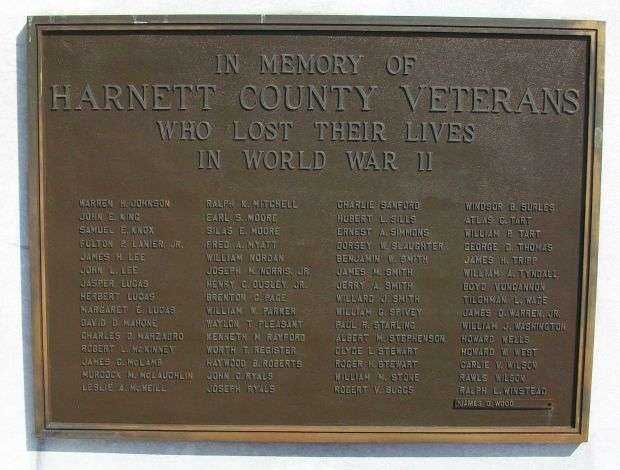 IN MEMORY OF
HARNETT COUNTY VETERANS
WHO LOST THEIR LIVES
IN WORLD WAR II
WARREN H. JOHNSON
JOHN E. KING
SAMUEL E. KNOX
FULTON P. LANIER, JR.
JAMES H. LEE
JOHN L. LEE
JASPER LUCAS
HERBERT LUCAS
MARGARET E. LUCAS
DAVID D. MAHONE
CHARLES D. MARZADRO
ROBERT L. McKINNEY
JAMES C. McLAMB
MURDOCK M. McLAUCHLIN
LESLIE A. McNEILL
RALPH K. MITCHELL
EARL S. MOORE
SILAS E. MOORE
FRED A. MYATT
WILLIAM NORDAN
JOSEPH M. NORRIS, JR.
HENRY C. OUSLEY, JR.
BRENTON C. PAGE
WILLIAM W. PARKER
WAYLON T. PLEASANT
KENNETH M. RAYFORD
WORTH T. REGISTER
HAYWOOD B. ROBERTS
JOHN C. RYALS
JOSEPH RYALS
CHARLIE SANFORD
HUBERT L. SILLS
ERNEST A. SIMMONS
DORSEY W. SLAUGHTER
BENJAMIN W. SMITH
JAMES M. SMITH
JERRY A. SMITH
WILLARD J. SMITH
WILLIAM C. SPIVEY
PAUL R. STARLING
ALBERT M. STEPHENSON
CLYDE L. STEWART
ROGER H. STEWART
WILLIAM M. STONE
ROBERT V. SUGGS
WINDSOR B. SURLES
ATLAS C. TART
WILLIAM P. TART
GEORGE D. THOMAS
JAMES H. TRIPP
WILLIAM A. TYNDALL
BOYD VUNCANNON
TILGHMAN L. WADE
JAMES D. WARREN, JR.
WILLIAM J. WASHINGTON
HOWARD WELLS
HOWARD W. WEST
CARLIE V. WILSON
RAWLS WILSON
RALPH L. WINSTEAD
JAMES D. WOOD